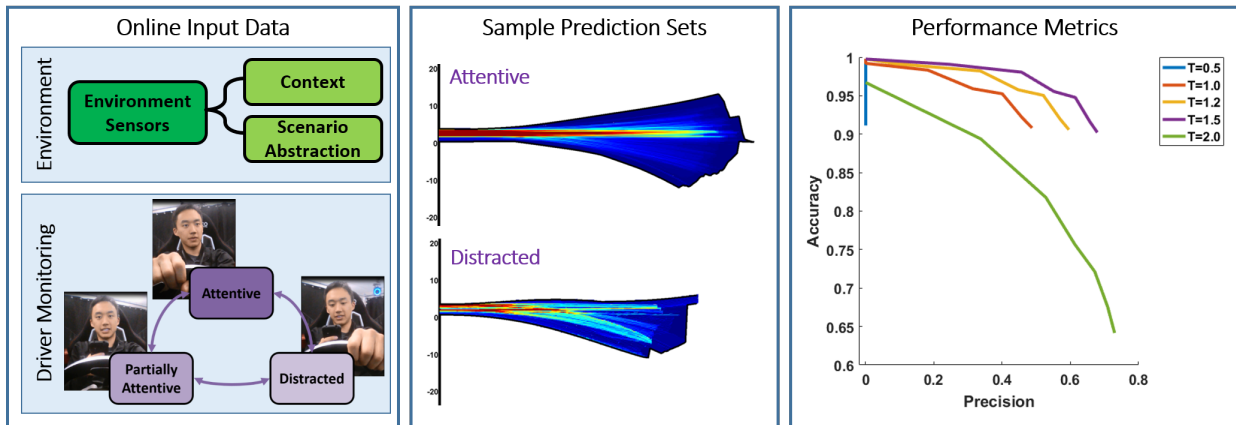 Online Input Data
Environment
Environment
Sensors
Context
Scenario
Abstraction
Driver Monitoring
Attentive
Partially
Attentive
Distracted
Sample Prediction Sets
Attentive
20
10
0
-10
-20
Distracted
20
10
0
-10
-20
Performance Metrics
1
0.95
0.9
0.85
0.8
0.75
0.7
0.65
0.6
Accuracy
0 0.2 0.4 0.6 0.8
Precision
T=0.5
T=1.0
T=1.2
T=1.5
T=2.0